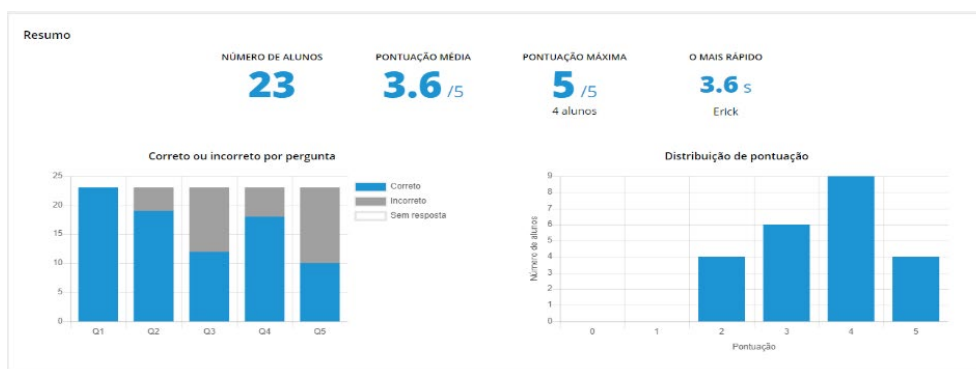 Resumo
NÚMERO DE ALUNOS
23
PONTUAÇÃO MÉDIA
3.6 /5
PONTUAÇÃO MÁXIMA
5 /5
4 alunos
O MAIS RÁPIDO
3.6 s
Erick
Correto ou incorreto por pergunta
25
20
15
10
5
0
Q1 Q2 Q3 Q4 Q5
Correto
Incorreto
Sem resposta
Distribuição de pontuação
Número de alunos
9
8
7
6
5
4
3
2
1
0
0 1 2 3 4 5
Pontuação